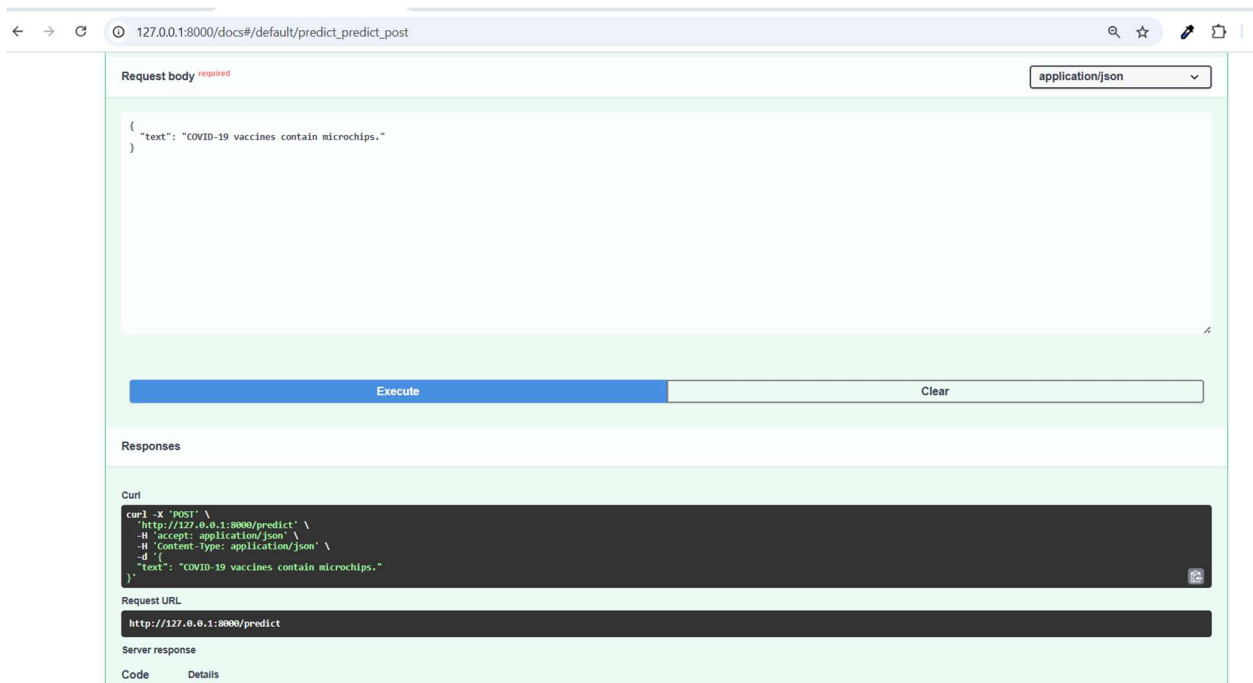 127.0.0.1:8000/docs#/default/predict_predict_post
Request body required
application/json
{
"text": "COVID-19 vaccines contain microchips."
}
Execute
Clear
Responses
Curl
curl -X 'POST' \
'http://127.0.0.1:8000/predict' \
-H 'accept: application/json' \
-H 'Content-Type: application/json' \
-d '{
"text": "COVID-19 vaccines contain microchips."
}'
Request URL
http://127.0.0.1:8000/predict
Server response
Code Details